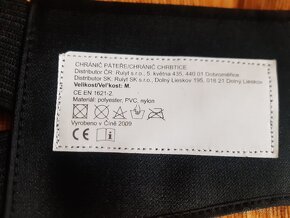 CHRÁNIČ PÁTEŘE/CHRÁNIČ CHRBTICE
Distributor ČR: Rulyt s.r.o., 5. května 435, 440 01 Dobroměřice
Distributor SK: Rulyt SK s.r.o., Dolný Lieskov 195, 018 21 Dolný Lieskov
Velikost/Veľkosť: M.
CE EN 1621-2
Materiál: polyester, PVC, nylon
CE
Vyrobeno v Číně 2009